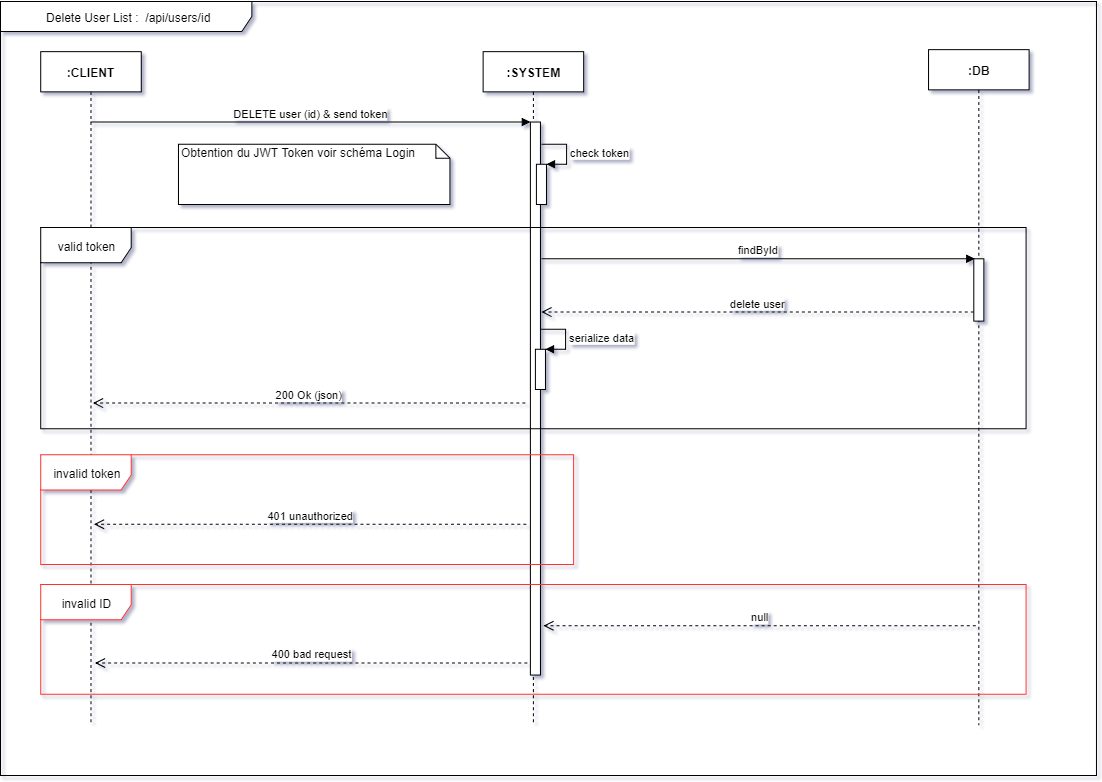 Delete User List :  /api/users/id
:CLIENT
:SYSTEM
:DB
DELETE user (id) & send token
Obtention du JWT Token voir schéma Login
check token
valid token
findById
delete user
serialize data
200 Ok (json)
invalid token
401 unauthorized
invalid ID
null
400 bad request